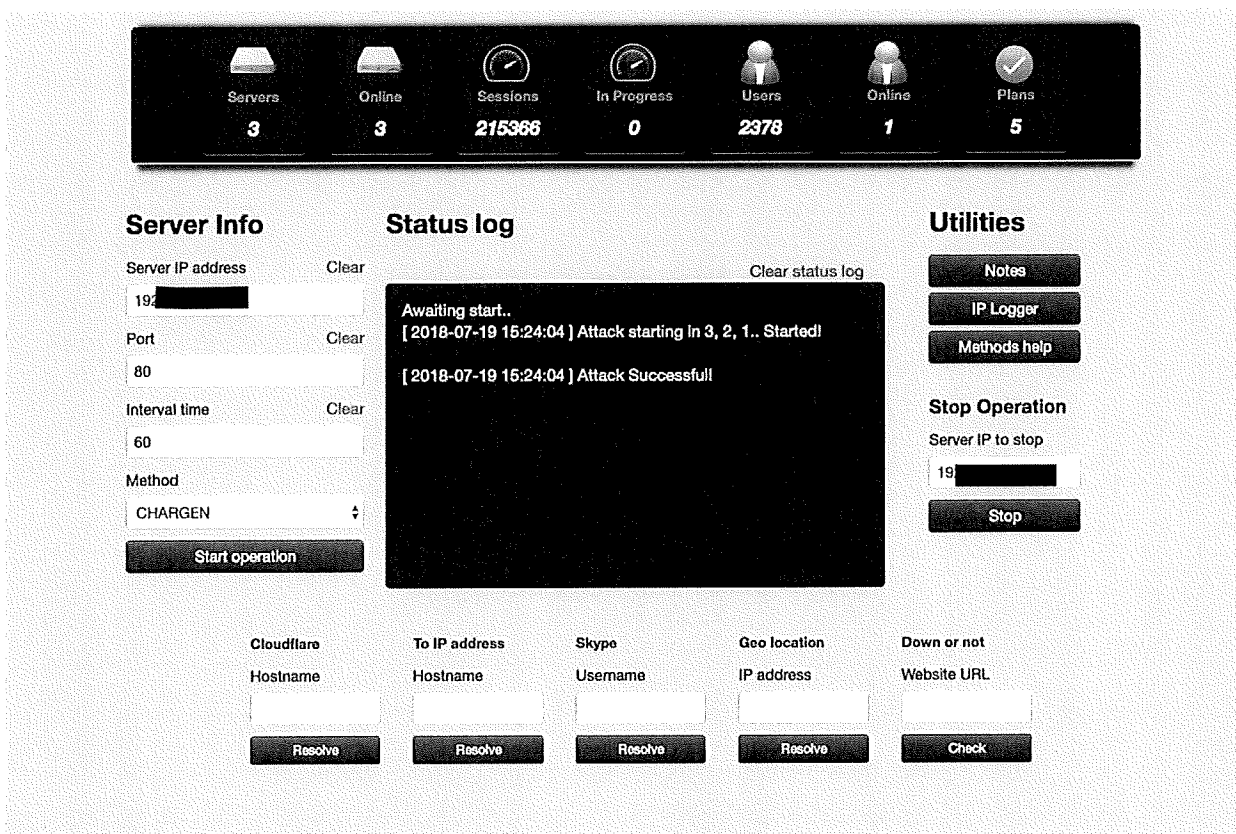 Servers Online Sessions In Progress Users Online Plans
3 3 215366 0 2378 1 5
Server Info
Server IP address Clear
192
Port Clear
80
Interval time Clear
60
Method
CHARGEN
Start operation
Status log
Clear status log
Awaiting start..
[ 2018-07-19 15:24:04 ] Attack starting in 3, 2, 1.. Started!
[ 2018-07-19 15:24:04 ] Attack Successful!
Utilities
Notes
IP Logger
Methods help
Stop Operation
Server IP to stop
19
Stop
Cloudflare To IP address Skype Geo location Down or not
Hostname Hostname Username IP address Website URL
Resolve Resolve Resolve Resolve Check